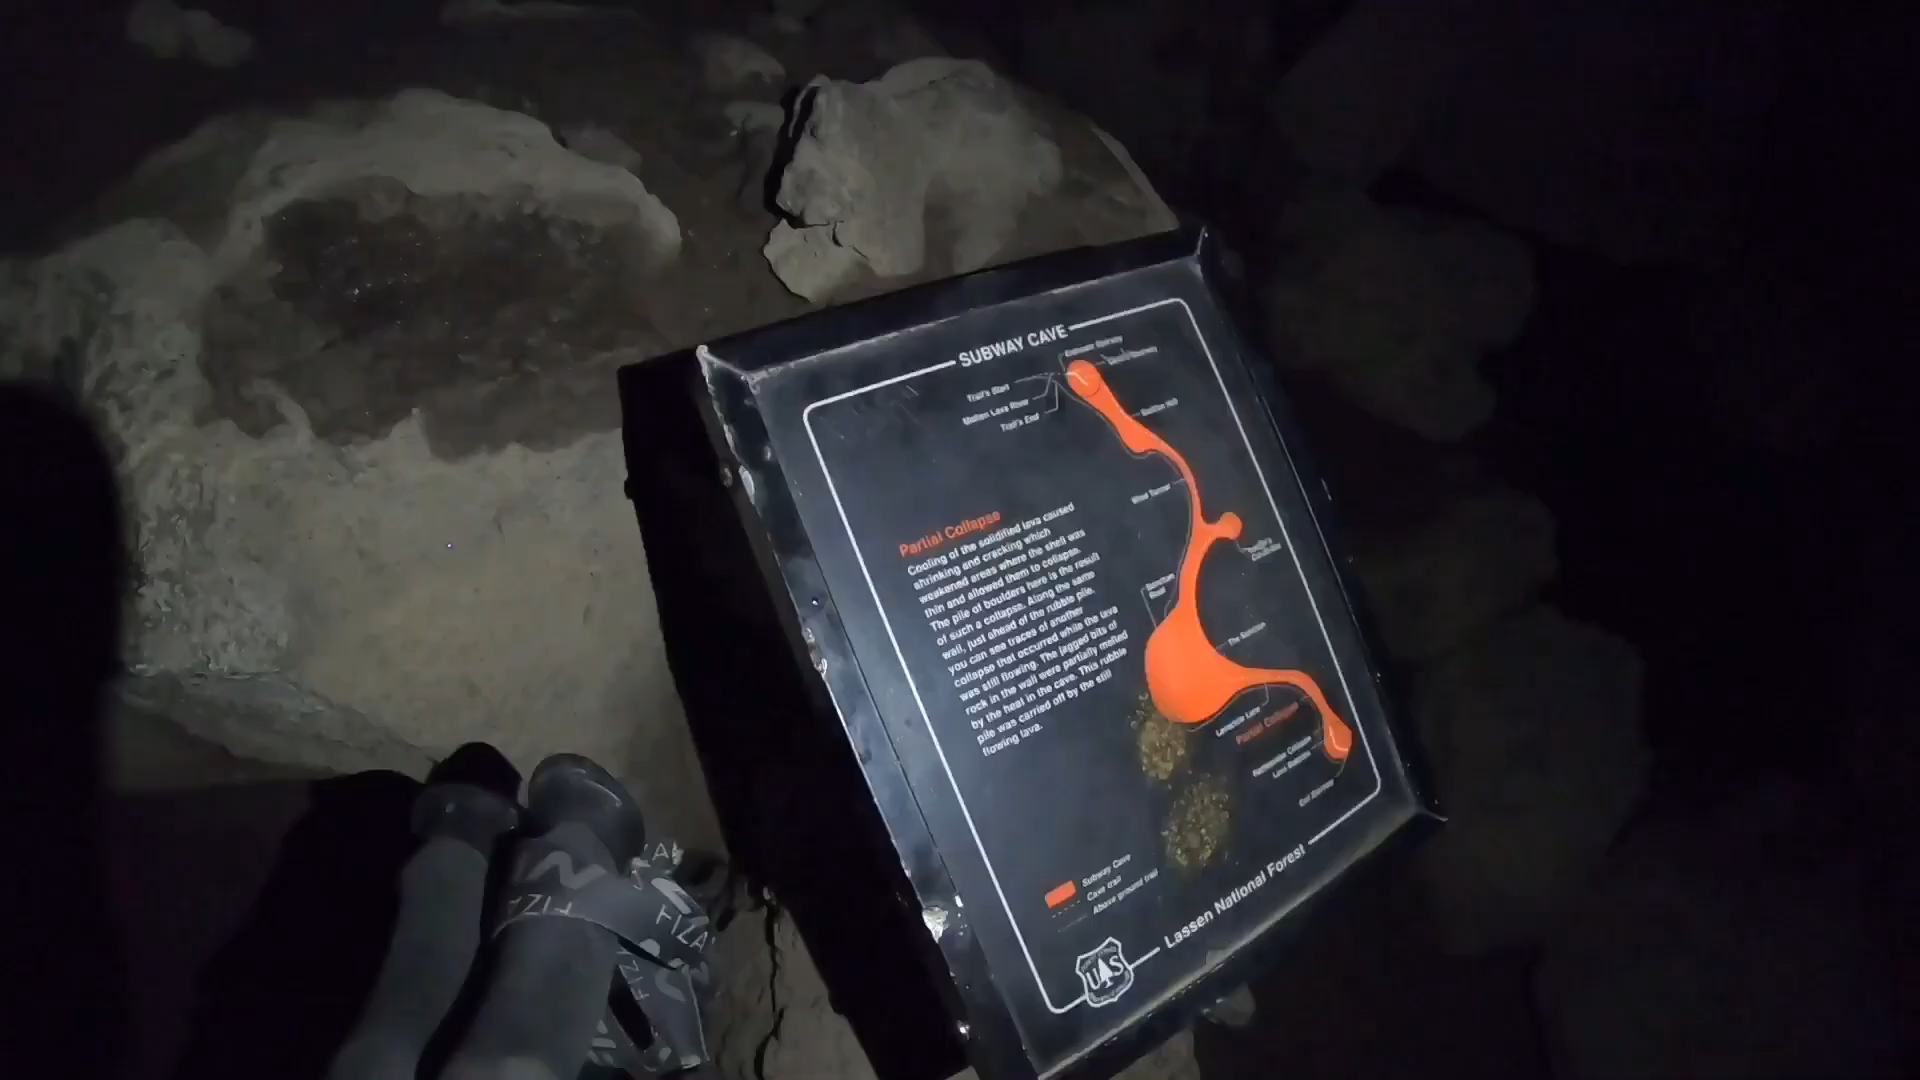 SUBWAY CAVE
Trail's Start
Molten Lava River
Trail's End
Wind Tunnel
Partial Collapse
Cooling of the solidified lava caused
shrinking and cracking which
weakened areas where the shell was
thin and allowed them to collapse.
The pile of boulders here is the result
of such a collapse. Along the same
wall, just ahead of the rubble pile,
you can see traces of another
collapse that occurred while the lava
was still flowing. The jagged bits of
rock in the wall were partially melted
by the heat in the cave. This rubble
pile was carried off by the still
flowing lava.
The Sanctum
Partial Collapse
Subway Cave
Cave trail
Above ground trail
Lassen National Forest
US